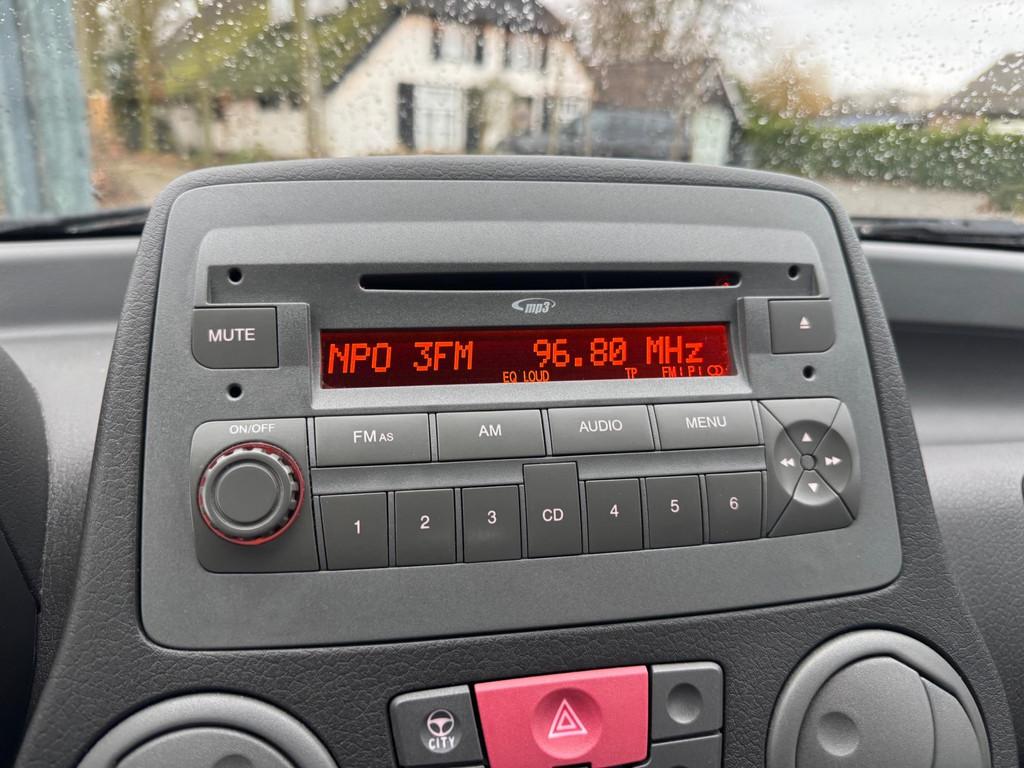 mp3
MUTE
NPO 3FM 96.80 MHz
EQ LOUD TP FM1 PI CD
ON/OFF
FM AS AM AUDIO MENU
1 2 3 CD 4 5 6
CITY